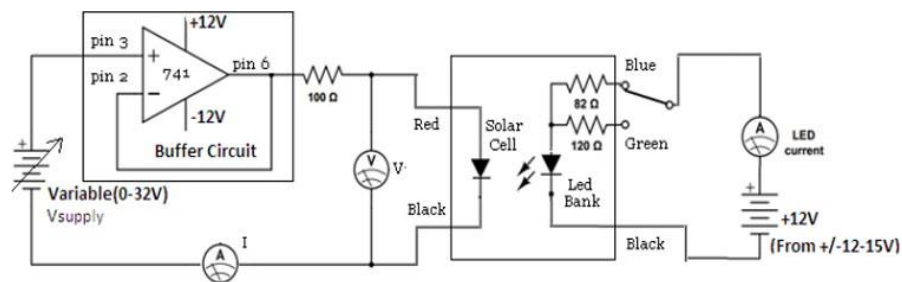 +12V
pin 3
+
741
pin 2
−
pin 6
-12V
Buffer Circuit
100 Ω
+
Variable(0-32V)
Vsupply
V
V
I
A
Red
Black
Solar
Cell
82 Ω
120 Ω
Led
Bank
Blue
Green
Black
A
LED
current
+
+12V
(From +/-12-15V)